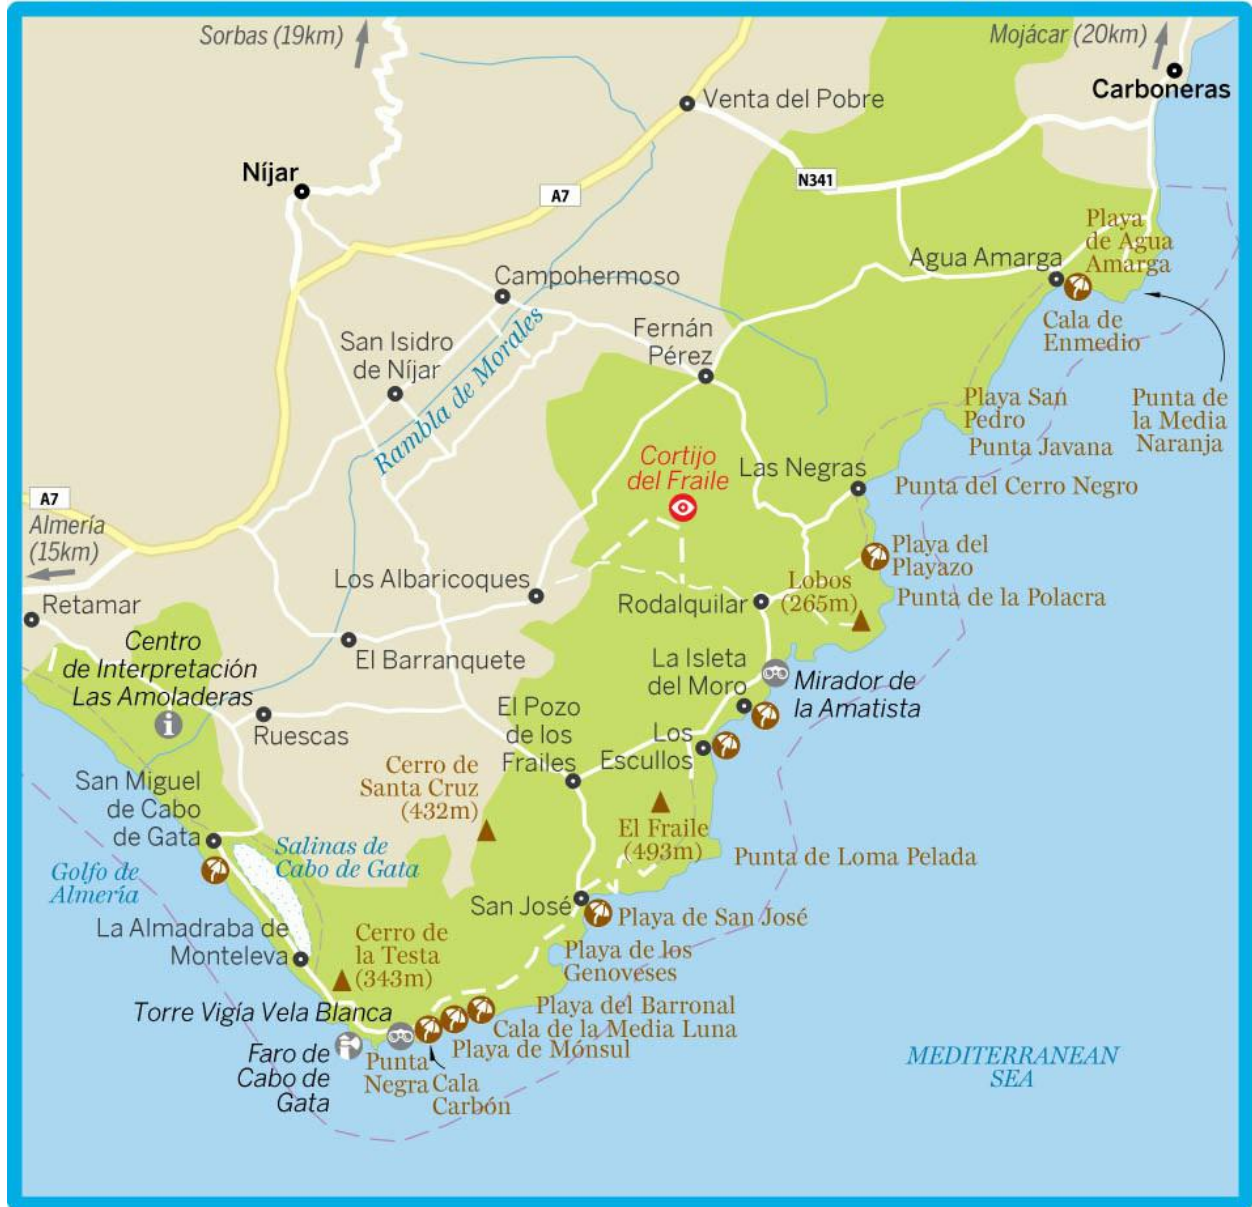 Sorbas (19km)
Mojácar (20km)
Carboneras
Venta del Pobre
Níjar
N341
A7
Playa
de Agua
Amarga
Agua Amarga
Campohermoso
Cala de
Enmedio
Fernán
Pérez
San Isidro
de Níjar
Rambla de Morales
Playa San
Pedro
Punta Javana
Punta de
la Media
Naranja
Cortijo
del Fraile
Las Negras
Punta del Cerro Negro
A7
Almería
(15km)
Playa del
Playazo
Los Albaricoques
Lobos
(265m)
Punta de la Polacra
Retamar
Rodalquilar
Centro
de Interpretación
Las Amoladeras
El Barranquete
La Isleta
del Moro
Mirador de
la Amatista
Ruescas
El Pozo
de los
Frailes
Los
Escullos
San Miguel
de Cabo
de Gata
Cerro de
Santa Cruz
(432m)
El Fraile
(493m)
Salinas de
Cabo de Gata
Punta de Loma Pelada
Golfo de
Almería
San José
Playa de San José
La Almadraba de
Monteleva
Cerro de
la Testa
(343m)
Playa de los
Genoveses
Torre Vigía Vela Blanca
Playa del Barronal
Cala de la Media Luna
Playa de Mónsul
Faro de
Cabo de
Gata
Punta
Negra
Cala
Carbón
MEDITERRANEAN
SEA